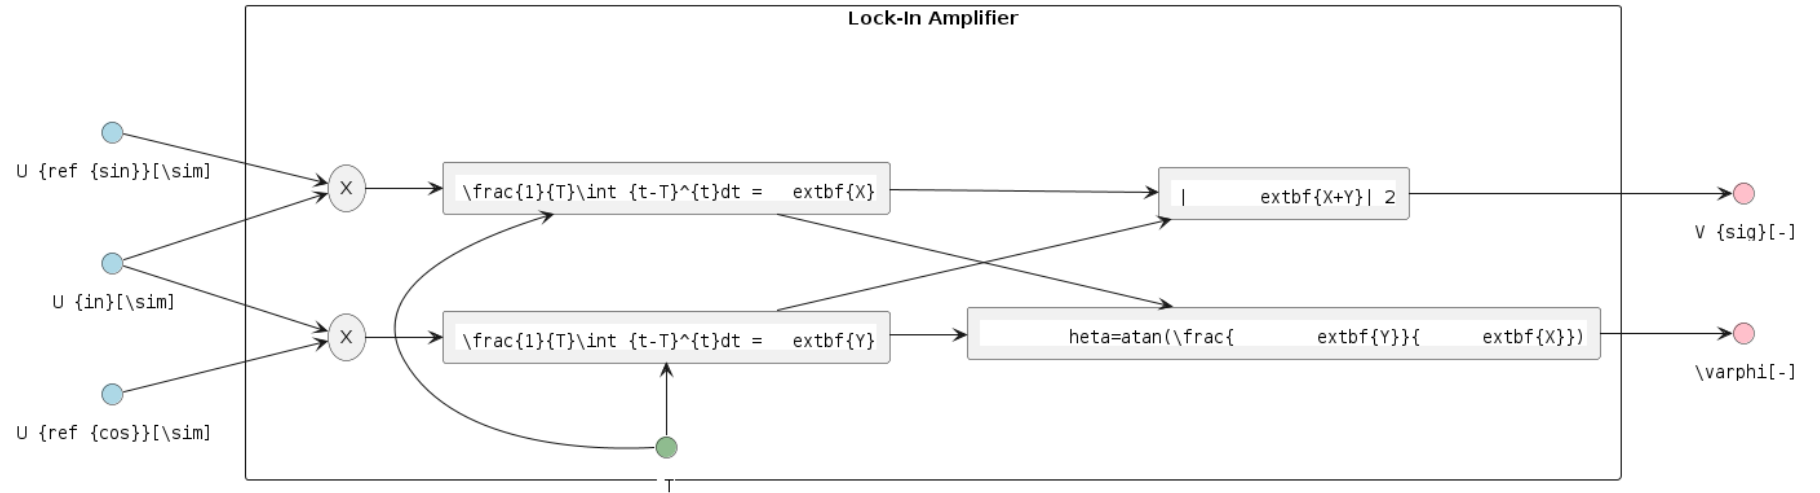 Lock-In Amplifier
U {ref {sin}}[\sim]
X
\frac{1}{T}\int {t-T}^{t}dt = extbf{X}
| extbf{X+Y}| 2
V {sig}[-]
U {in}[\sim]
X
\frac{1}{T}\int {t-T}^{t}dt = extbf{Y}
heta=atan(\frac{ extbf{Y}}{ extbf{X}})
\varphi[-]
U {ref {cos}}[\sim]
T